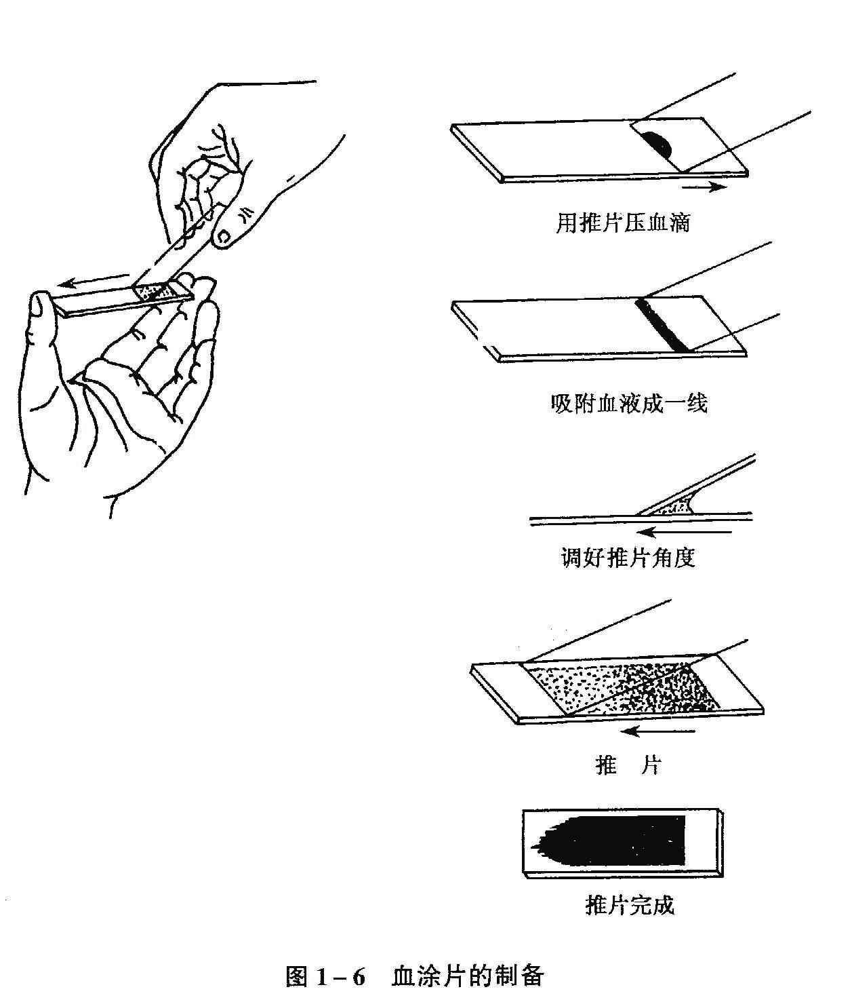 用推片压血滴
吸附血液成一线
调好推片角度
推 片
推片完成
图1-6 血涂片的制备